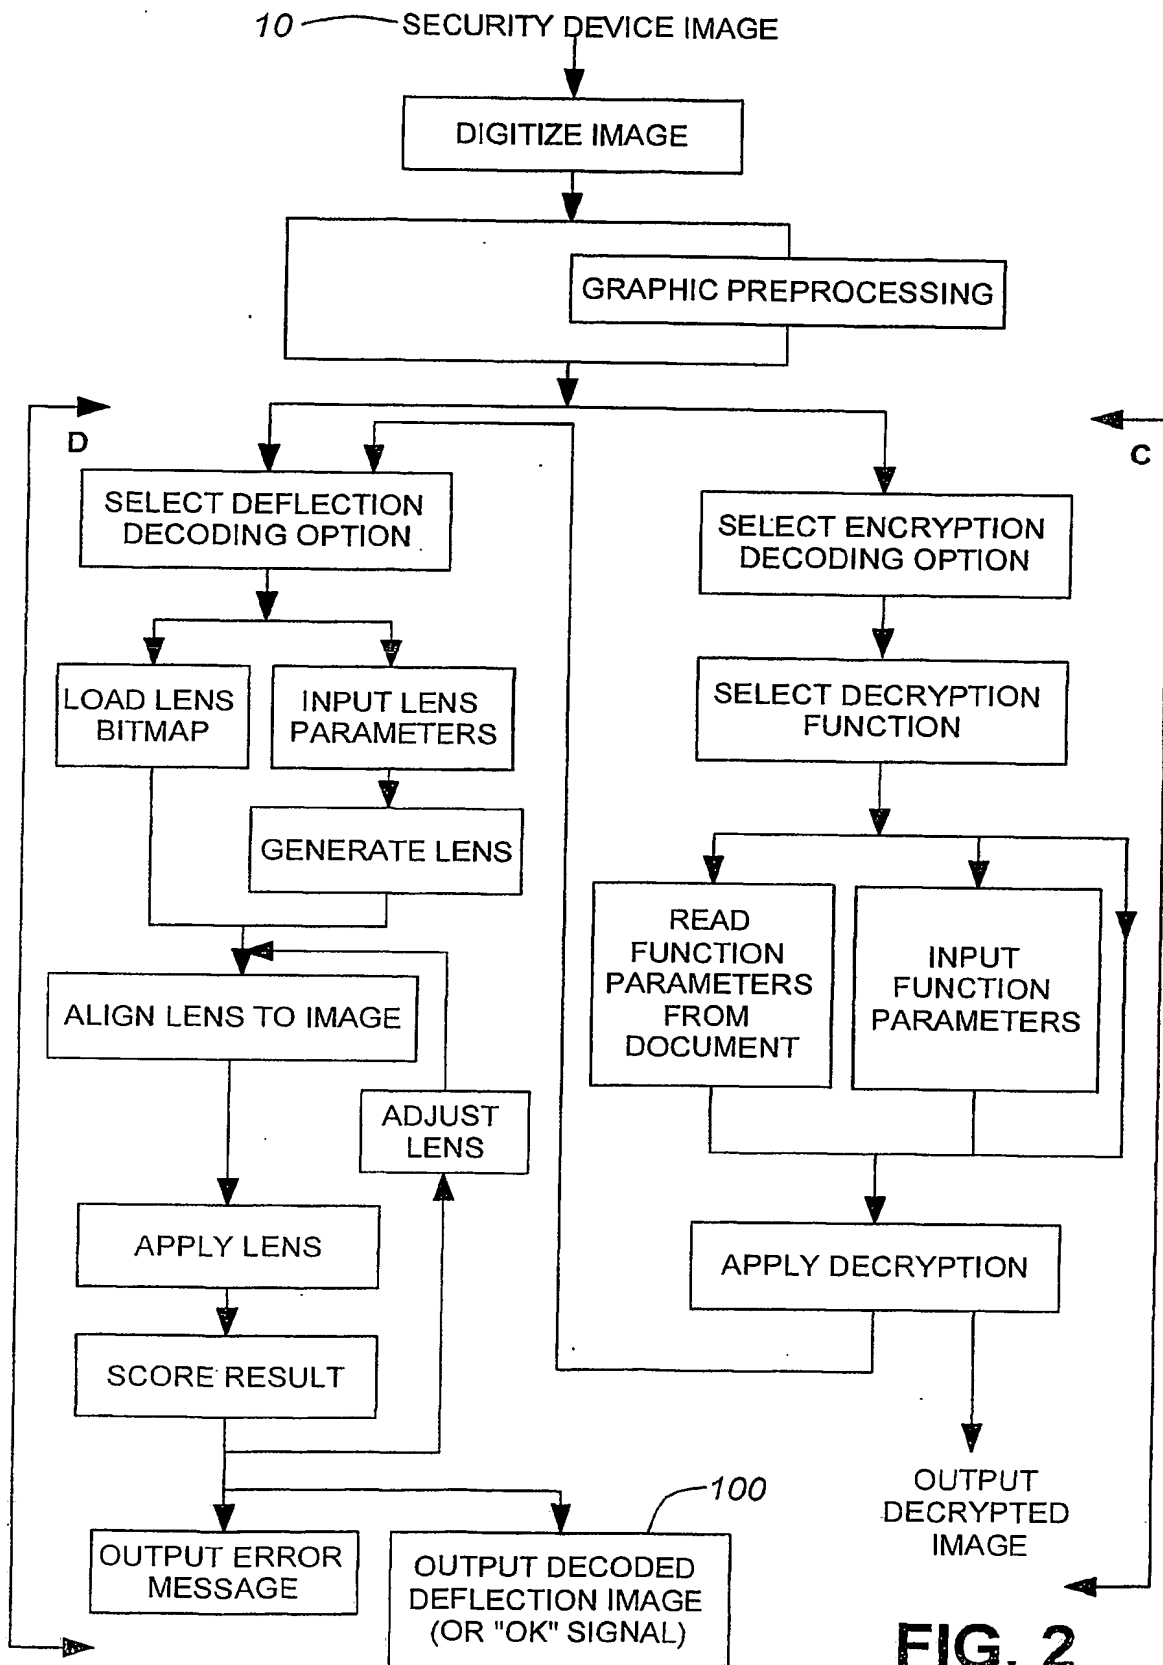 10 SECURITY DEVICE IMAGE
DIGITIZE IMAGE
GRAPHIC PREPROCESSING
D
C
SELECT DEFLECTION
DECODING OPTION
SELECT ENCRYPTION
DECODING OPTION
LOAD LENS
BITMAP
INPUT LENS
PARAMETERS
SELECT DECRYPTION
FUNCTION
GENERATE LENS
READ
FUNCTION
PARAMETERS
FROM
DOCUMENT
INPUT
FUNCTION
PARAMETERS
ALIGN LENS TO IMAGE
ADJUST
LENS
APPLY LENS
APPLY DECRYPTION
SCORE RESULT
100
OUTPUT
DECRYPTED
IMAGE
OUTPUT ERROR
MESSAGE
OUTPUT DECODED
DEFLECTION IMAGE
(OR "OK" SIGNAL)
FIG. 2